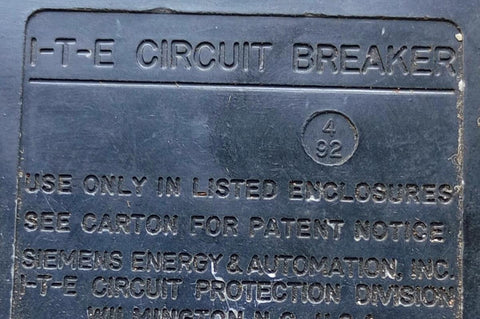 I-T-E CIRCUIT BREAKER
4
92
USE ONLY IN LISTED ENCLOSURES
SEE CARTON FOR PATENT NOTICE
SIEMENS ENERGY & AUTOMATION, INC.
I-T-E CIRCUIT PROTECTION DIVISION
WILMINGTON N.C., U.S.A.